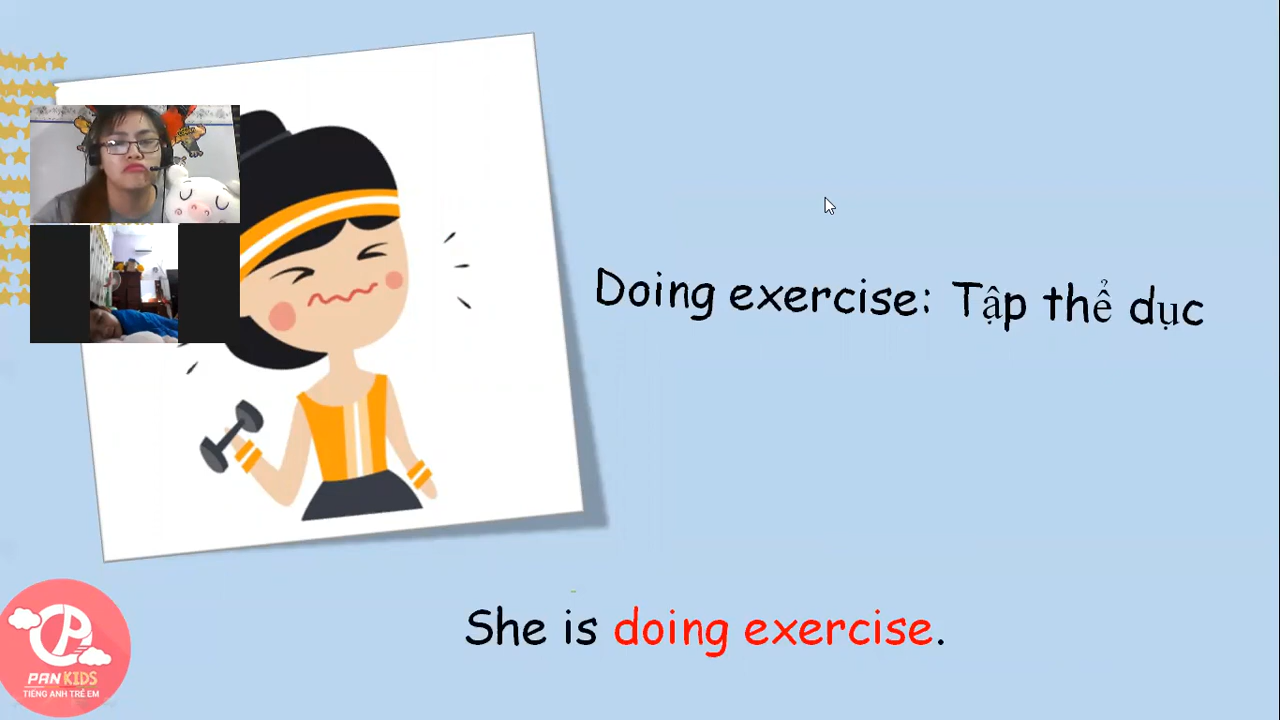 Doing exercise: Tập thể dục
She is doing exercise.
PAN KIDS
TIẾNG ANH TRẺ EM